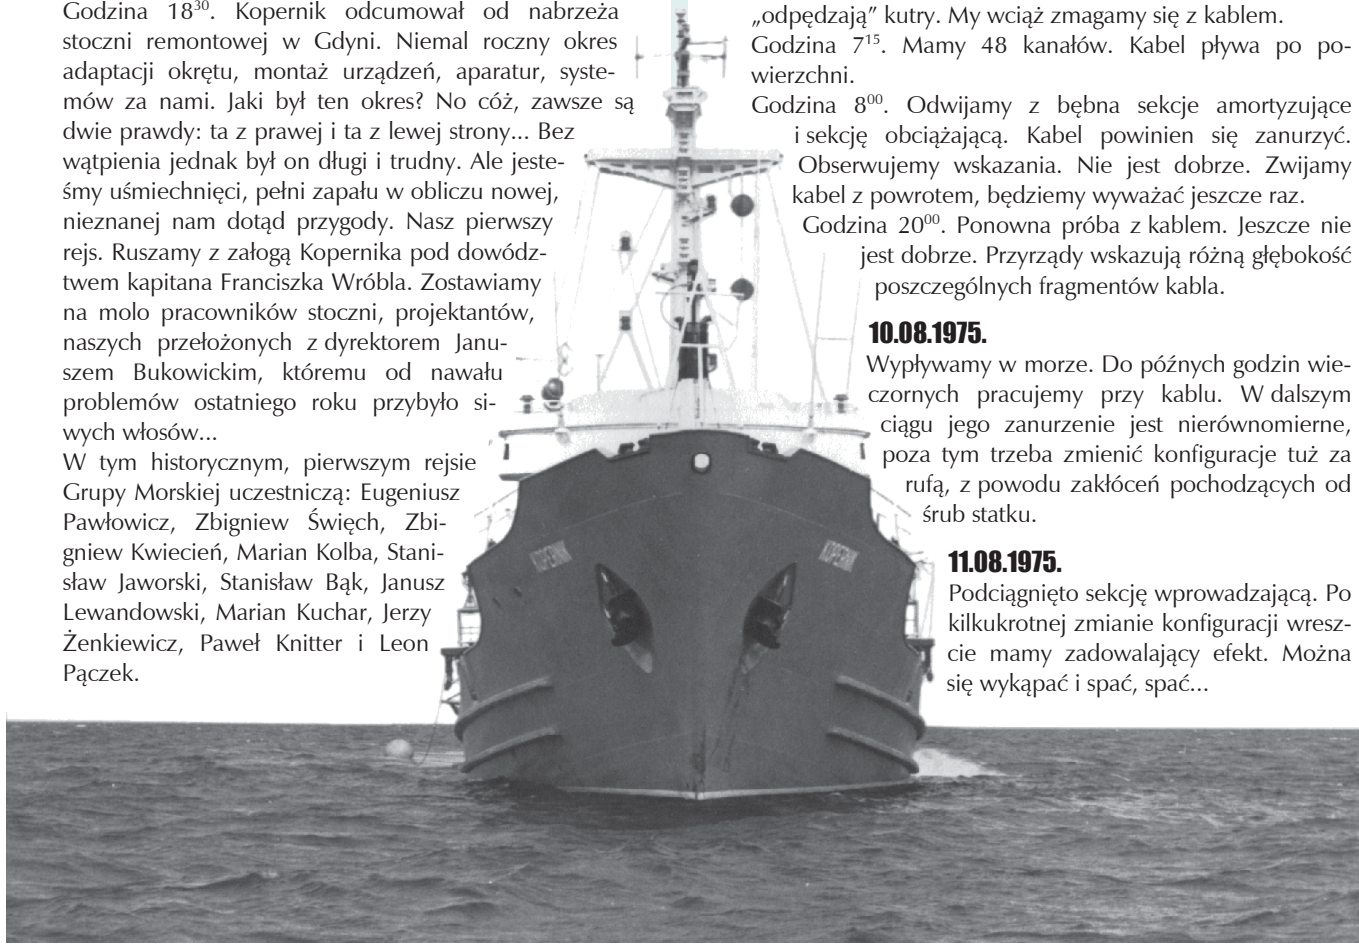 Godzina 18³⁰. Kopernik odcumował od nabrzeża
stoczni remontowej w Gdyni. Niemal roczny okres
adaptacji okrętu, montaż urządzeń, aparatur, syste-
mów za nami. Jaki był ten okres? No cóż, zawsze są
dwie prawdy: ta z prawej i ta z lewej strony... Bez
wątpienia jednak był on długi i trudny. Ale jeste-
śmy uśmiechnięci, pełni zapału w obliczu nowej,
nieznanej nam dotąd przygody. Nasz pierwszy
rejs. Ruszamy z załogą Kopernika pod dowódz-
twem kapitana Franciszka Wróbla. Zostawiamy
na molo pracowników stoczni, projektantów,
naszych przełożonych z dyrektorem Janu-
szem Bukowickim, któremu od nawału
problemów ostatniego roku przybyło si-
wych włosów...
W tym historycznym, pierwszym rejsie
Grupy Morskiej uczestniczą: Eugeniusz
Pawłowicz, Zbigniew Święch, Zbi-
gniew Kwiecień, Marian Kolba, Stani-
sław Jaworski, Stanisław Bąk, Janusz
Lewandowski, Marian Kuchar, Jerzy
Żenkiewicz, Paweł Knitter i Leon
Pączek.
„odpędzają” kutry. My wciąż zmagamy się z kablem.
Godzina 7¹⁵. Mamy 48 kanałów. Kabel pływa po po-
wierzchni.
Godzina 8⁰⁰. Odwijamy z bębna sekcje amortyzujące
i sekcję obciążającą. Kabel powinien się zanurzyć.
Obserwujemy wskazania. Nie jest dobrze. Zwijamy
kabel z powrotem, będziemy wyważać jeszcze raz.
Godzina 20⁰⁰. Ponowna próba z kablem. Jeszcze nie
jest dobrze. Przyrządy wskazują różną głębokość
poszczególnych fragmentów kabla.
10.08.1975.
Wypływamy w morze. Do późnych godzin wie-
czornych pracujemy przy kablu. W dalszym
ciągu jego zanurzenie jest nierównomierne,
poza tym trzeba zmienić konfiguracje tuż za
rufą, z powodu zakłóceń pochodzących od
śrub statku.
11.08.1975.
Podciągnięto sekcję wprowadzającą. Po
kilkukrotnej zmianie konfiguracji wresz-
cie mamy zadowalający efekt. Można
się wykąpać i spać, spać...
KOPERNIK
KOPERNIK